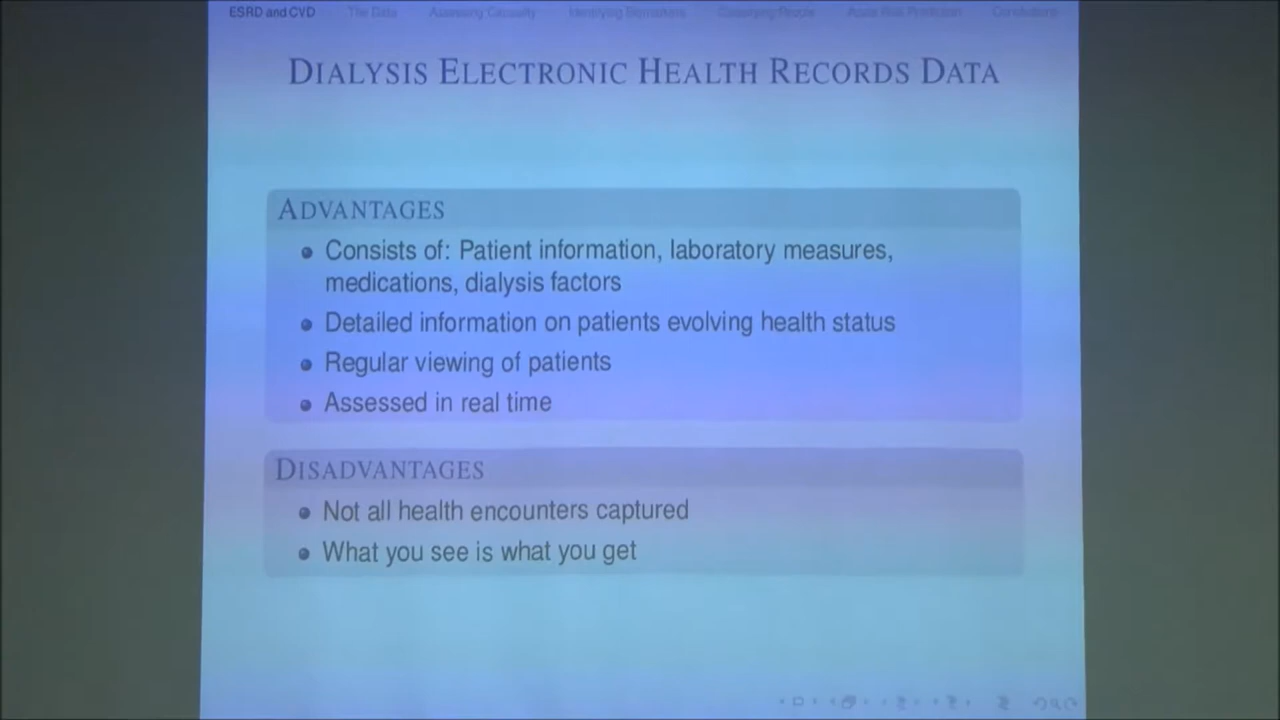 ESRD and CVD The Data Assessing Causality Identifying Biomarkers Classifying People Acute Risk Prediction Conclusions
DIALYSIS ELECTRONIC HEALTH RECORDS DATA
ADVANTAGES
Consists of: Patient information, laboratory measures,
medications, dialysis factors
Detailed information on patients evolving health status
Regular viewing of patients
Assessed in real time
DISADVANTAGES
Not all health encounters captured
What you see is what you get